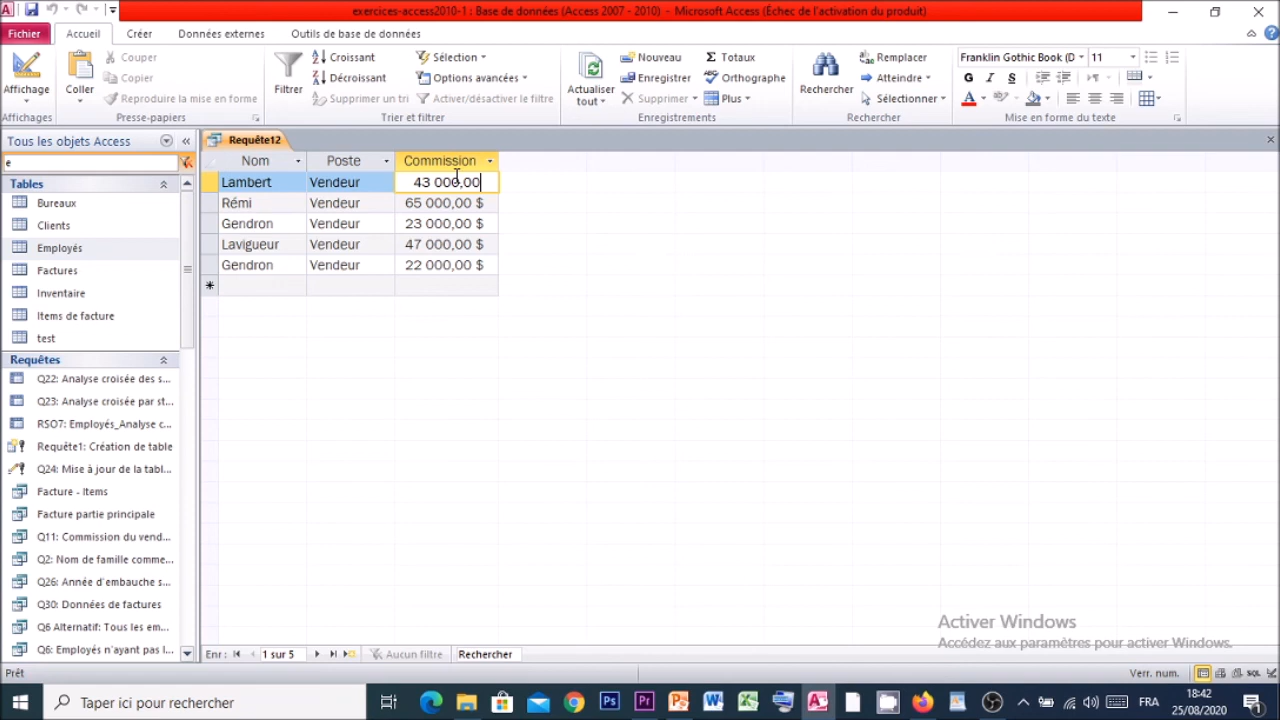 exercices-access2010-1 : Base de données (Access 2007 - 2010) - Microsoft Access (Échec de l'activation du produit)
Fichier Accueil Créer Données externes Outils de base de données
Affichage
Affichages
Coller
Couper
Copier
Reproduire la mise en forme
Presse-papiers
Filtrer
Croissant
Décroissant
Supprimer un tri
Sélection
Options avancées
Activer/désactiver le filtre
Trier et filtrer
Actualiser
tout
Nouveau
Enregistrer
Supprimer
Totaux
Orthographe
Plus
Enregistrements
Rechercher
Remplacer
Atteindre
Sélectionner
Rechercher
Franklin Gothic Book (D 11
G I S
A
Mise en forme du texte
Tous les objets Access
e
Tables
Bureaux
Clients
Employés
Factures
Inventaire
Items de facture
test
Requêtes
Q22: Analyse croisée des s...
Q23: Analyse croisée par st...
RSO7: Employés_Analyse c...
Requête1: Création de table
Q24: Mise à jour de la tabl...
Facture - Items
Facture partie principale
Q11: Commission du vend...
Q2: Nom de famille comme...
Q26: Année d'embauche s...
Q30: Données de factures
Q6 Alternatif: Tous les em...
Q6: Employés n'ayant pas l...
Requête12
Nom Poste Commission
Lambert Vendeur 43 000,00
Rémi Vendeur 65 000,00 $
Gendron Vendeur 23 000,00 $
Lavigueur Vendeur 47 000,00 $
Gendron Vendeur 22 000,00 $
Activer Windows
Accédez aux paramètres pour activer Windows.
Enr : 1 sur 5 Aucun filtre Rechercher
Prêt
Verr. num.
SQL
Taper ici pour rechercher
FRA
18:42
25/08/2020